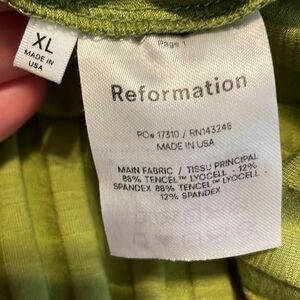 XL
MADE IN
USA
Page 1
Reformation
PO# 17310 / RN143246
MADE IN USA
MAIN FABRIC / TISSU PRINCIPAL
88% TENCEL™ LYOCELL 12%
SPANDEX 88% TENCEL™ LYOCELL
12% SPANDEX